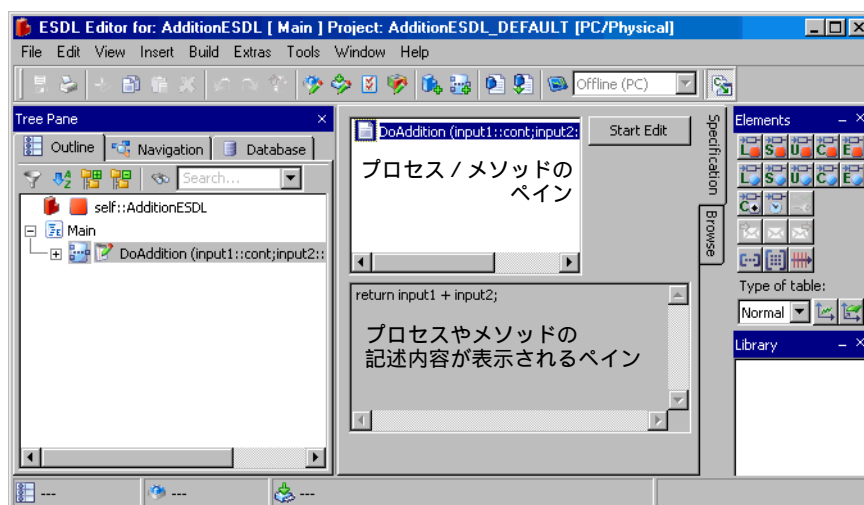 ESDL Editor for: AdditionESDL [ Main ] Project: AdditionESDL_DEFAULT [PC/Physical]
File Edit View Insert Build Extras Tools Window Help
Offline (PC)
Tree Pane
Outline Navigation Database
Search...
self::AdditionESDL
Main
DoAddition (input1::cont;input2::
DoAddition (input1::cont;input2:
Start Edit
プロセス / メソッドの
ペイン
return input1 + input2;
プロセスやメソッドの
記述内容が表示されるペイン
Specification
Browse
Elements
L S U C E
L S U C E
C
Type of table:
Normal
Library
--- --- ---